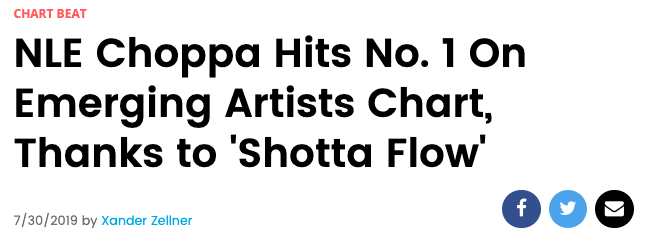 CHART BEAT
NLE Choppa Hits No. 1 On
Emerging Artists Chart,
Thanks to 'Shotta Flow'
7/30/2019 by Xander Zellner